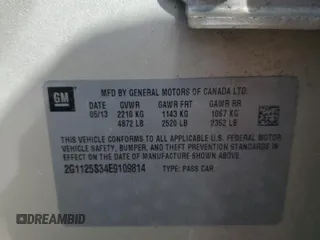 GM
MFD BY GENERAL MOTORS OF CANADA LTD.
05/13 GVWR GAWR FRT GAWR RR
2210 KG 1143 KG 1067 KG
4872 LB 2520 LB 2352 LB
THIS VEHICLE CONFORMS TO ALL APPLICABLE U.S. FEDERAL MOTOR
VEHICLE SAFETY, BUMPER, AND THEFT PREVENTION STANDARDS
IN EFFECT ON THE DATE OF MANUFACTURE SHOWN ABOVE.
2G1125S34E9109814 TYPE: PASS CAR
DREAMBID